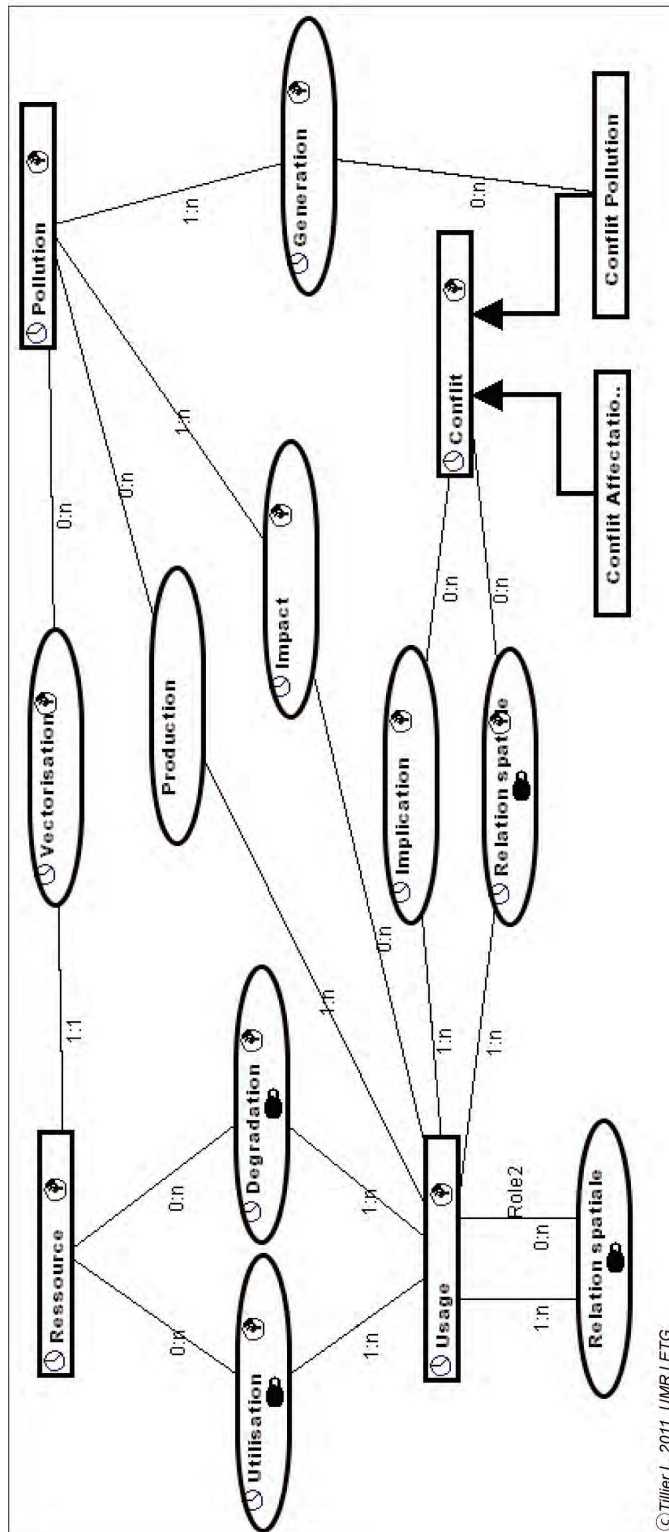 Ressource
1:1
Vectorisation
0:n
Pollution
0:n
0:n
Utilisation
Degradation
Production
0:n
1:n
1:n
Impact
Generation
1:n
1:n
1:n
0:n
0:n
Usage
1:n
Implication
0:n
Conflit
1:n
Relation spatiale
0:n
1:n
0:n
Role2
Relation spatiale
Conflit Affectatio..
Conflit Pollution
©Tillier I., 2011, UMR LETG